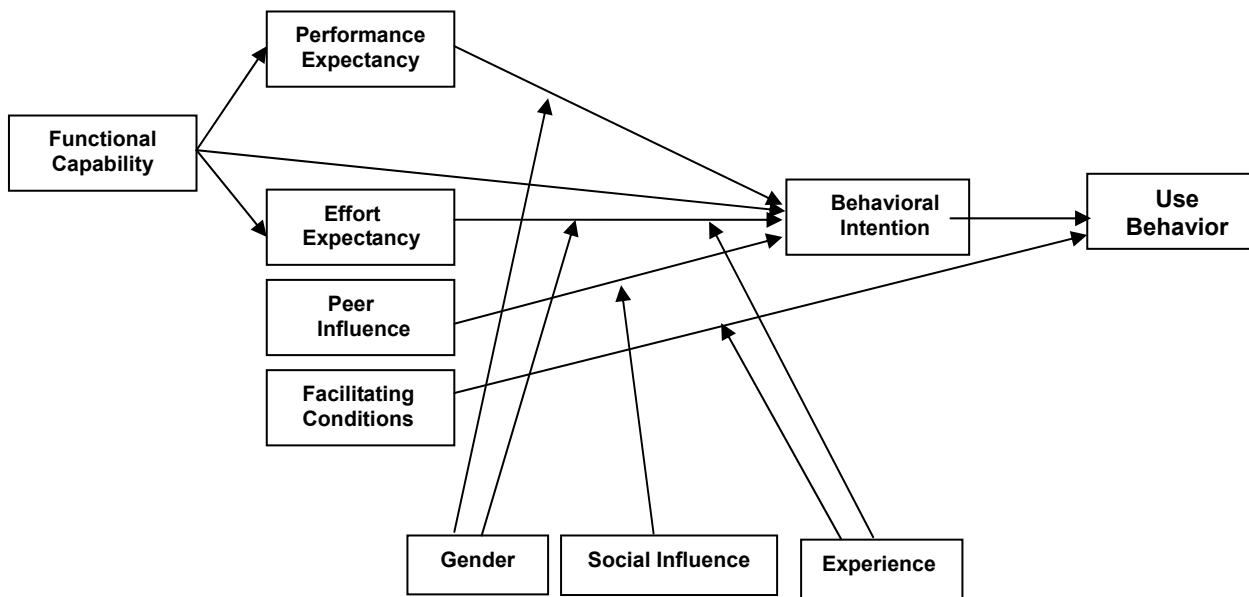 Performance
Expectancy
Functional
Capability
Effort
Expectancy
Behavioral
Intention
Use
Behavior
Peer
Influence
Facilitating
Conditions
Gender
Social Influence
Experience